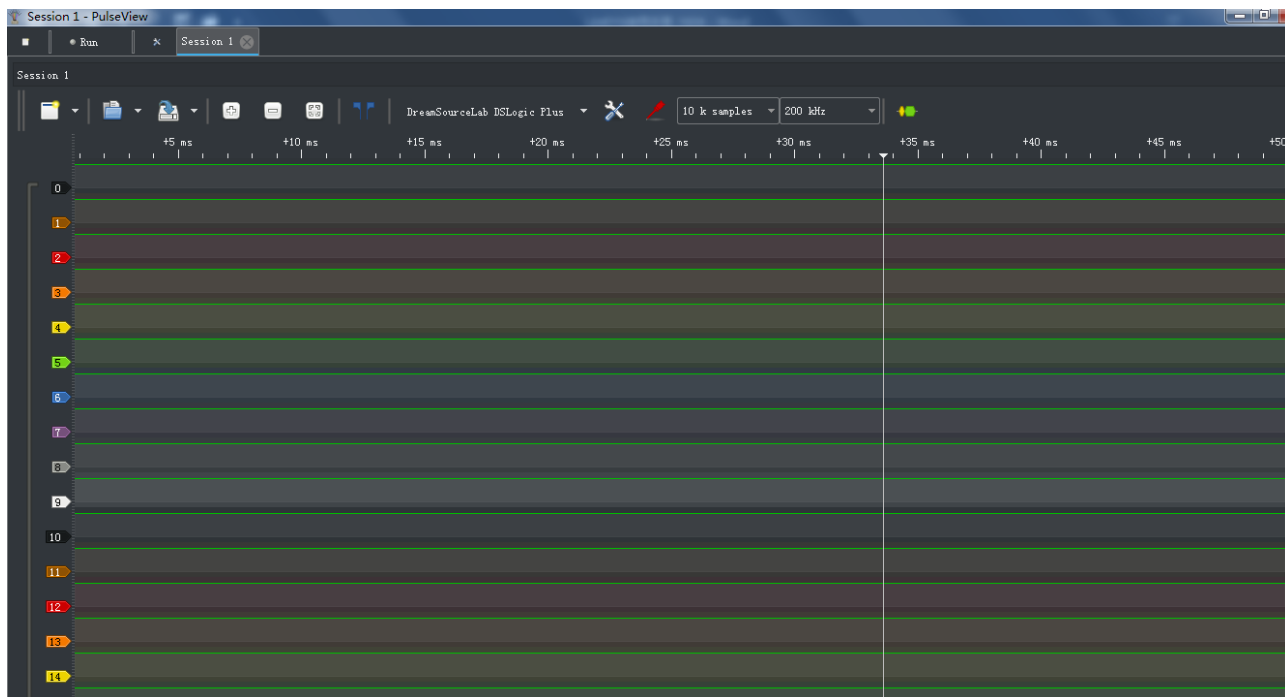 Session 1 - PulseView
Run
Session 1
Session 1
DreamSourceLab DSLogic Plus
10 k samples
200 kHz
+5 ms +10 ms +15 ms +20 ms +25 ms +30 ms +35 ms +40 ms +45 ms +50
0
1
2
3
4
5
6
7
8
9
10
11
12
13
14